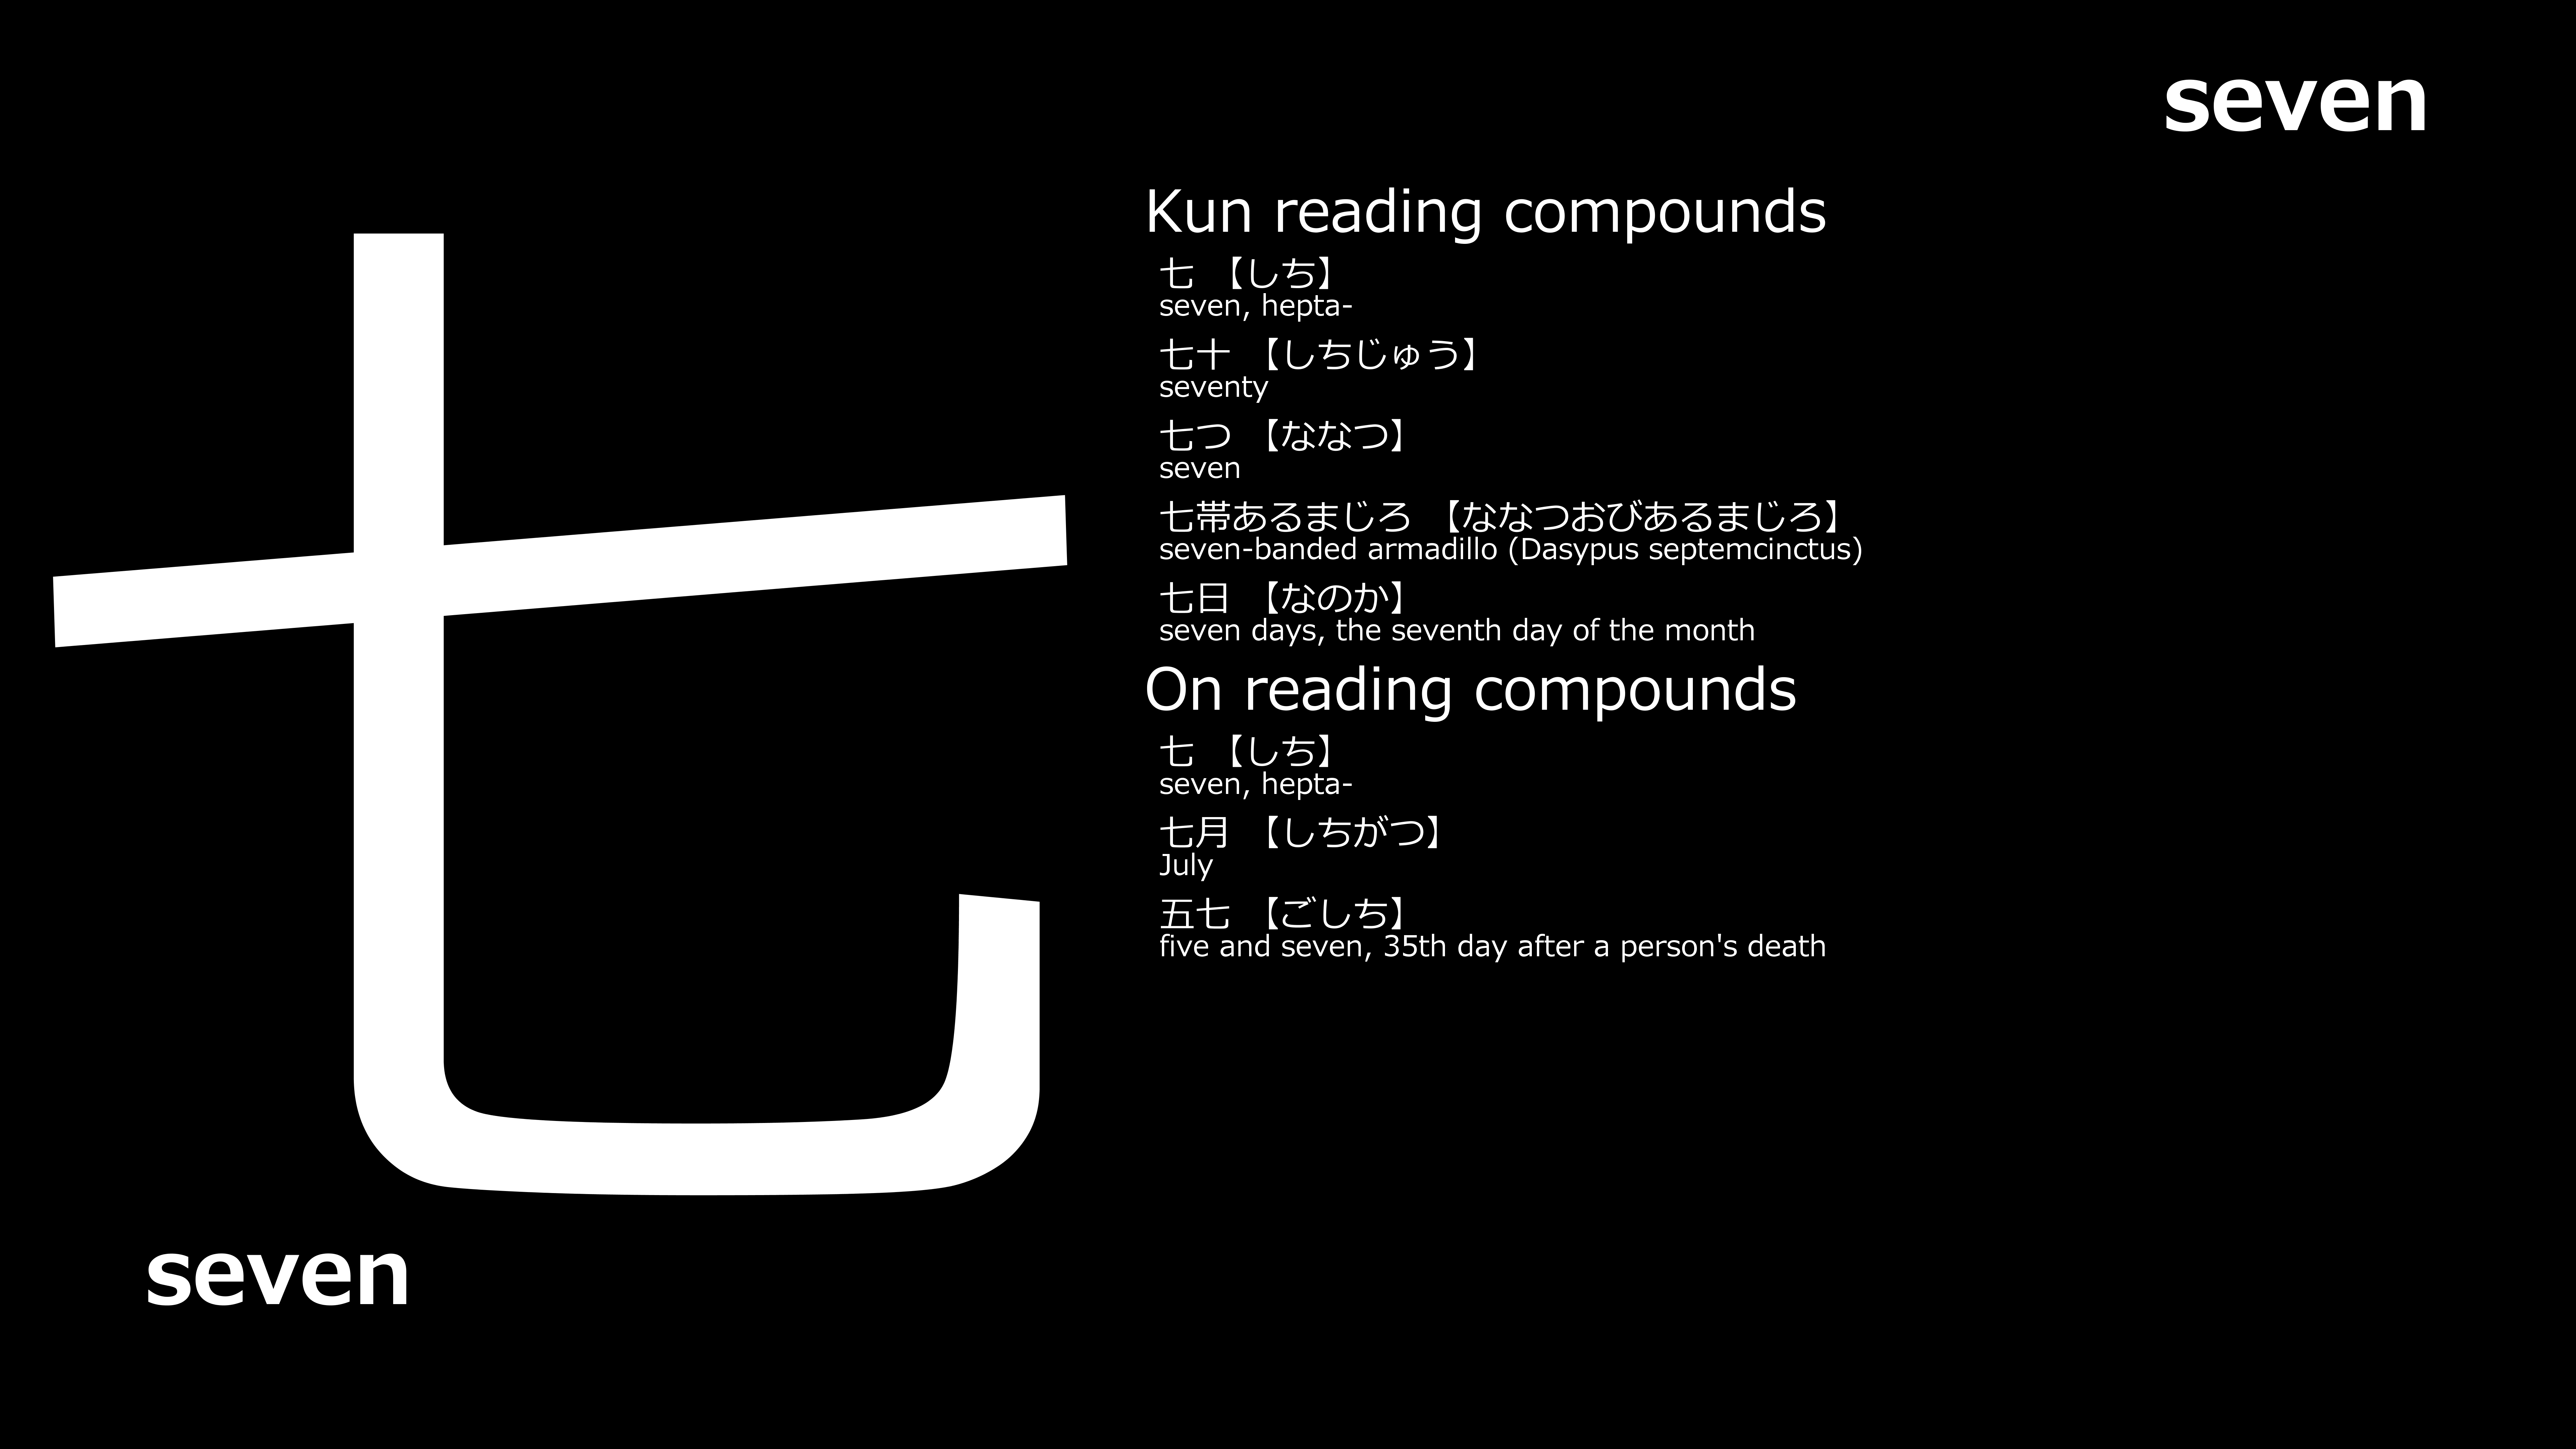 seven
七
Kun reading compounds
七 【しち】
seven, hepta-
七十 【しちじゅう】
seventy
七つ 【ななつ】
seven
七帯あるまじろ 【ななつおびあるまじろ】
seven-banded armadillo (Dasypus septemcinctus)
七日 【なのか】
seven days, the seventh day of the month
On reading compounds
七 【しち】
seven, hepta-
七月 【しちがつ】
July
五七 【ごしち】
five and seven, 35th day after a person's death
seven